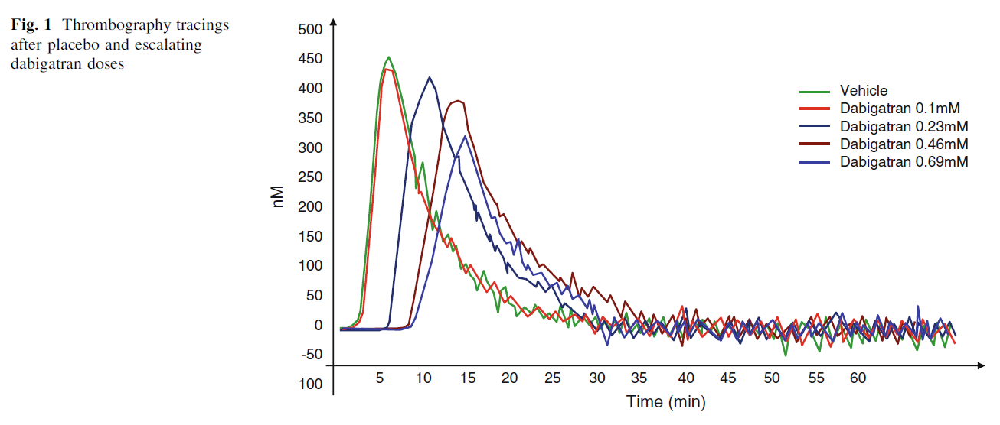 Fig. 1 Thrombography tracings
after placebo and escalating
dabigatran doses
500
450
400
350
300
250
200
150
100
50
0
-50
100
nM
Vehicle
Dabigatran 0.1mM
Dabigatran 0.23mM
Dabigatran 0.46mM
Dabigatran 0.69mM
5 10 15 20 25 30 35 40 45 50 55 60
Time (min)